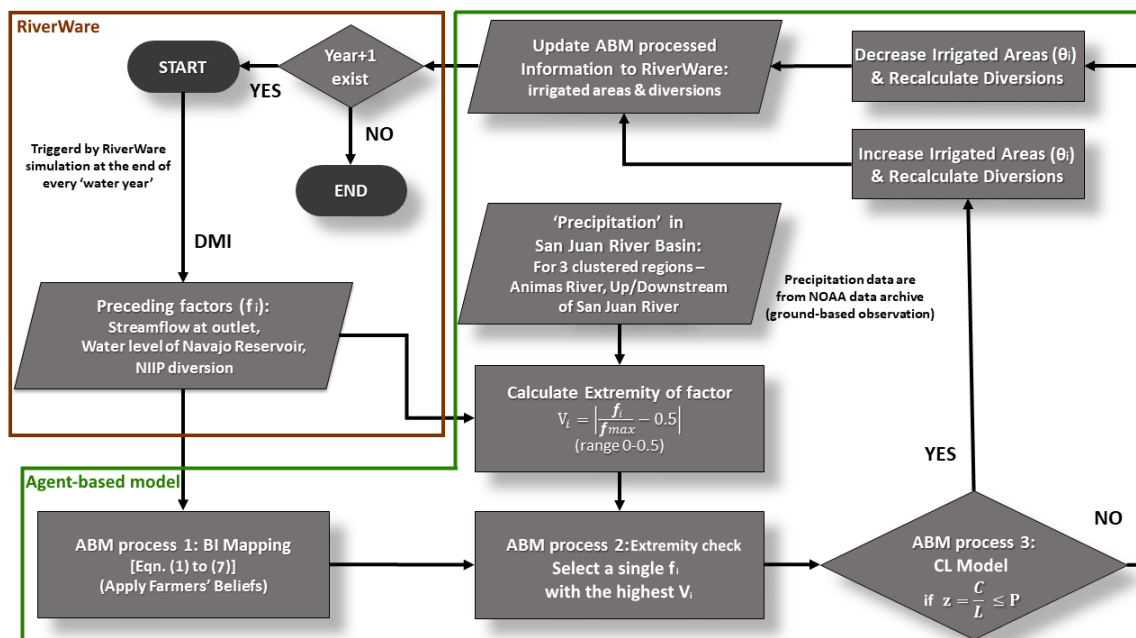 RiverWare
START
Year+1
exist
YES
NO
END
Triggerd by RiverWare
simulation at the end of
every ‘water year’
DMI
Preceding factors (f i):
Streamflow at outlet,
Water level of Navajo Reservoir,
NIIP diversion
Update ABM processed
Information to RiverWare:
irrigated areas & diversions
Decrease Irrigated Areas (θi)
& Recalculate Diversions
Increase Irrigated Areas (θi)
& Recalculate Diversions
‘Precipitation’ in
San Juan River Basin:
For 3 clustered regions –
Animas River, Up/Downstream
of San Juan River
Precipitation data are
from NOAA data archive
(ground-based observation)
Calculate Extremity of factor
Vi = |fi/fmax − 0.5|
(range 0-0.5)
Agent-based model
ABM process 1: BI Mapping
[Eqn. (1) to (7)]
(Apply Farmers’ Beliefs)
ABM process 2:Extremity check
Select a single fi
with the highest Vi
ABM process 3:
CL Model
if z = C/L ≤ P
YES
NO